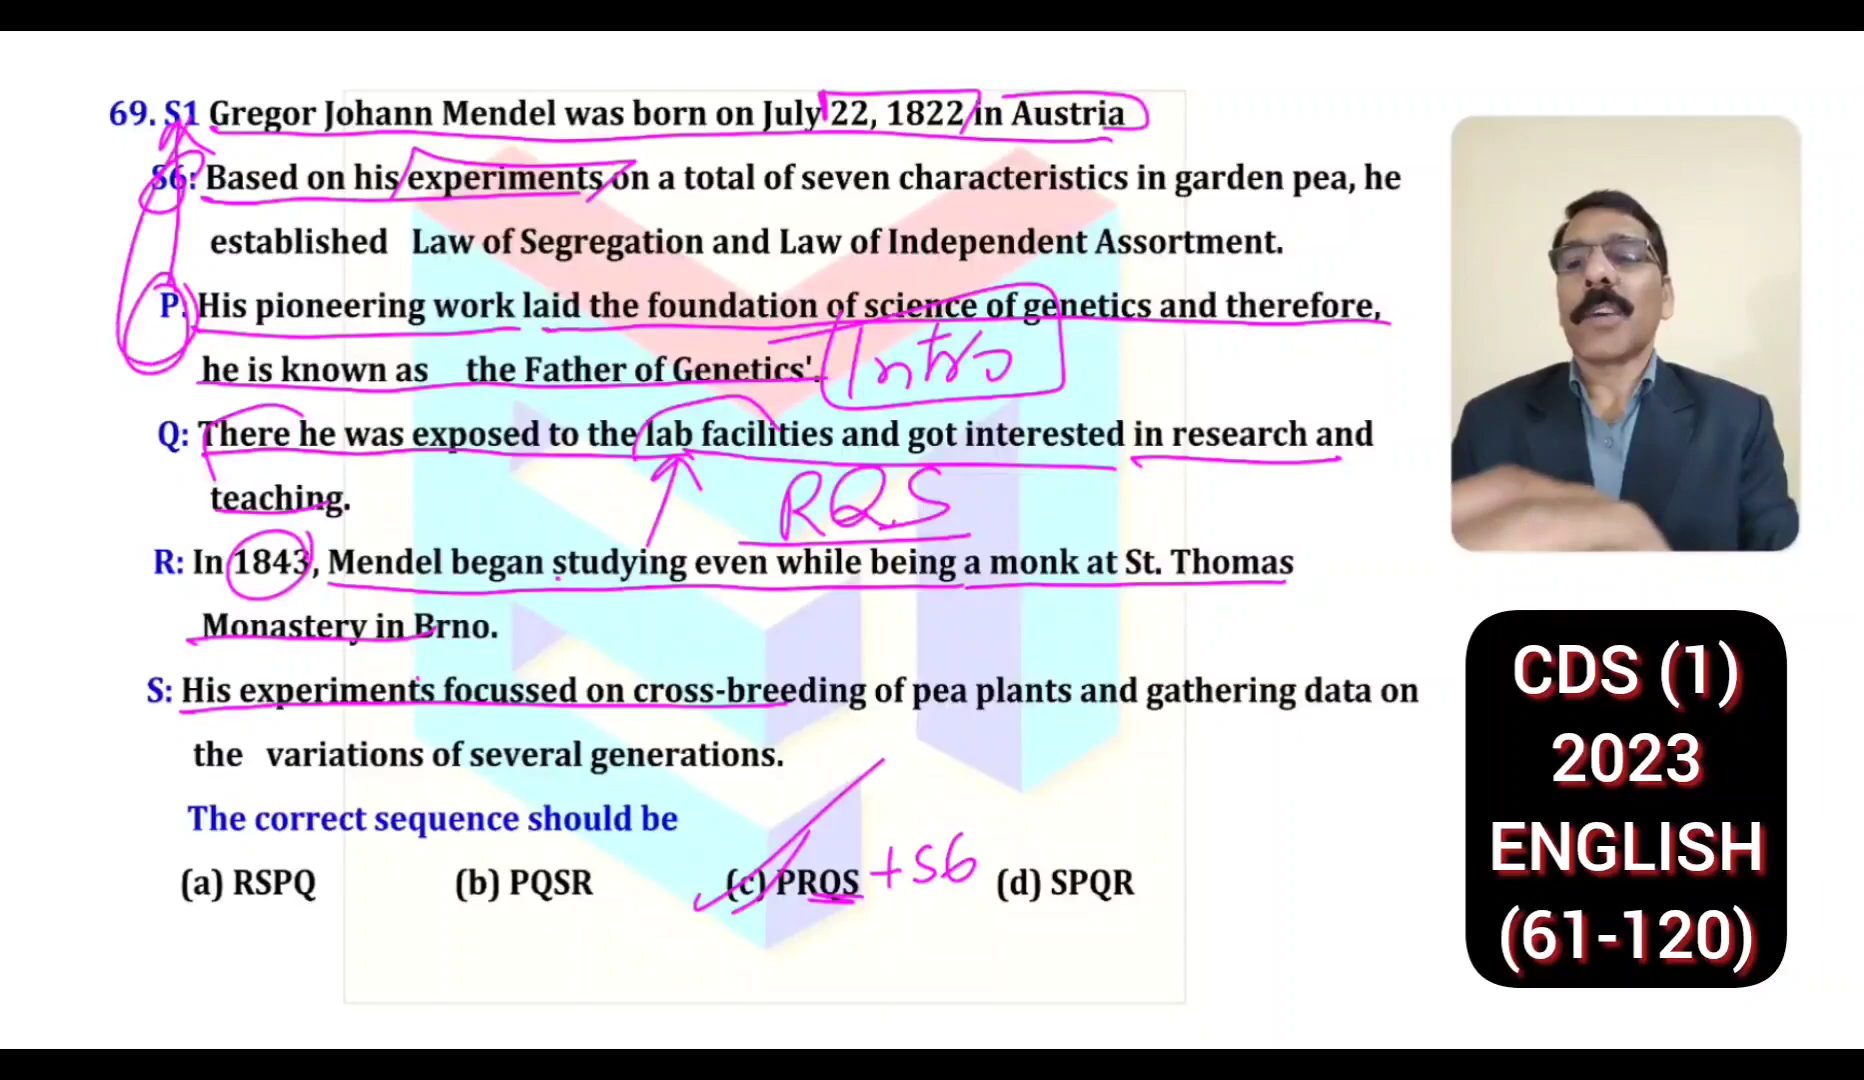 69. S1 Gregor Johann Mendel was born on July 22, 1822 in Austria
S6: Based on his experiments on a total of seven characteristics in garden pea, he
established Law of Segregation and Law of Independent Assortment.
P. His pioneering work laid the foundation of science of genetics and therefore,
he is known as the Father of Genetics'.
Intro
Q: There he was exposed to the lab facilities and got interested in research and
teaching.
RQS
R: In 1843, Mendel began studying even while being a monk at St. Thomas
Monastery in Brno.
S: His experiments focussed on cross-breeding of pea plants and gathering data on
the variations of several generations.
The correct sequence should be
(a) RSPQ (b) PQSR (c) PRQS +S6 (d) SPQR
CDS (1)
2023
ENGLISH
(61-120)